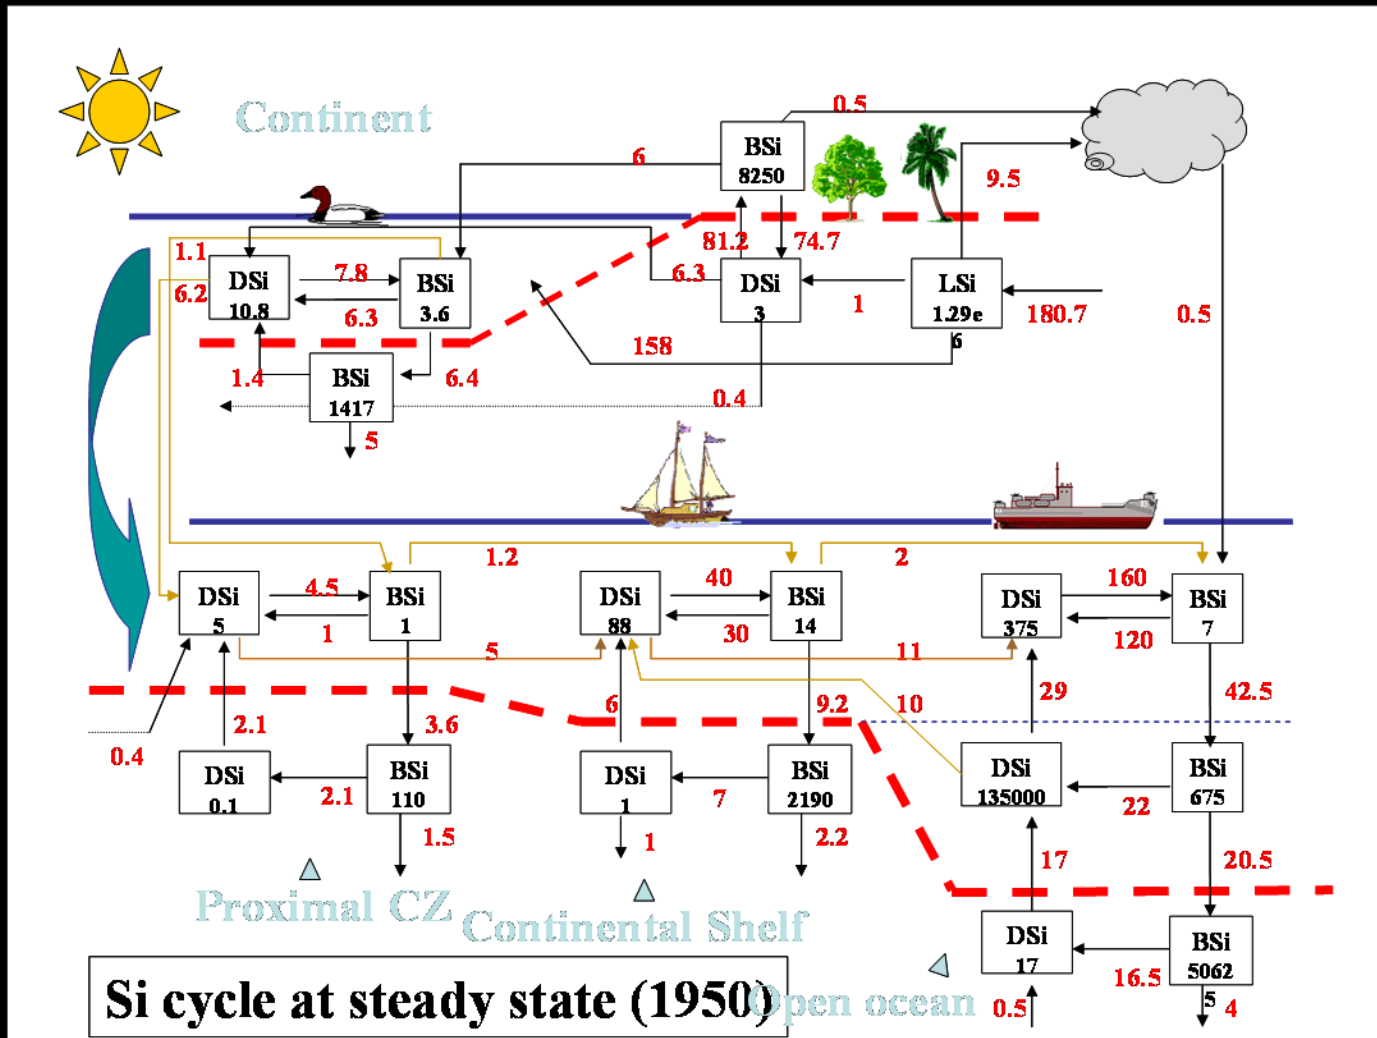 Continent
0.5
BSi
8250
6
9.5
1.1
81.2
74.7
DSi
10.8
7.8
BSi
3.6
6.3
DSi
3
LSi
1.29e
6
6.2
6.3
1
180.7
0.5
158
1.4
BSi
1417
6.4
0.4
5
1.2
2
DSi
5
4.5
BSi
1
1
DSi
88
40
BSi
14
30
DSi
375
160
BSi
7
120
5
11
2.1
3.6
6
9.2
10
29
42.5
0.4
DSi
0.1
2.1
BSi
110
DSi
1
7
BSi
2190
DSi
135000
22
BSi
675
1.5
1
2.2
17
20.5
Proximal CZ
Continental Shelf
DSi
17
16.5
BSi
5062
5
Si cycle at steady state (1950)
Open ocean
0.5
4